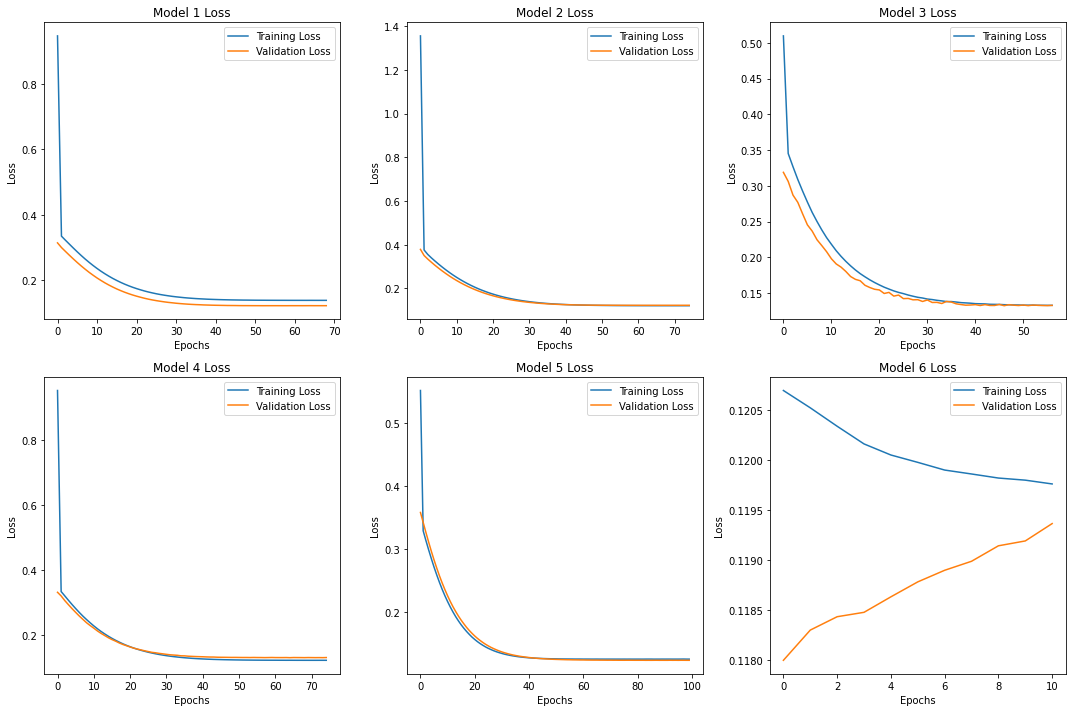 Model 1 Loss
Training Loss
Validation Loss
0.8
0.6
0.4
0.2
Loss
0 10 20 30 40 50 60 70
Epochs
Model 2 Loss
Training Loss
Validation Loss
1.4
1.2
1.0
0.8
0.6
0.4
0.2
Loss
0 10 20 30 40 50 60 70
Epochs
Model 3 Loss
Training Loss
Validation Loss
0.50
0.45
0.40
0.35
0.30
0.25
0.20
0.15
Loss
0 10 20 30 40 50
Epochs
Model 4 Loss
Training Loss
Validation Loss
0.8
0.6
0.4
0.2
Loss
0 10 20 30 40 50 60 70
Epochs
Model 5 Loss
Training Loss
Validation Loss
0.5
0.4
0.3
0.2
Loss
0 20 40 60 80 100
Epochs
Model 6 Loss
Training Loss
Validation Loss
0.1205
0.1200
0.1195
0.1190
0.1185
0.1180
Loss
0 2 4 6 8 10
Epochs